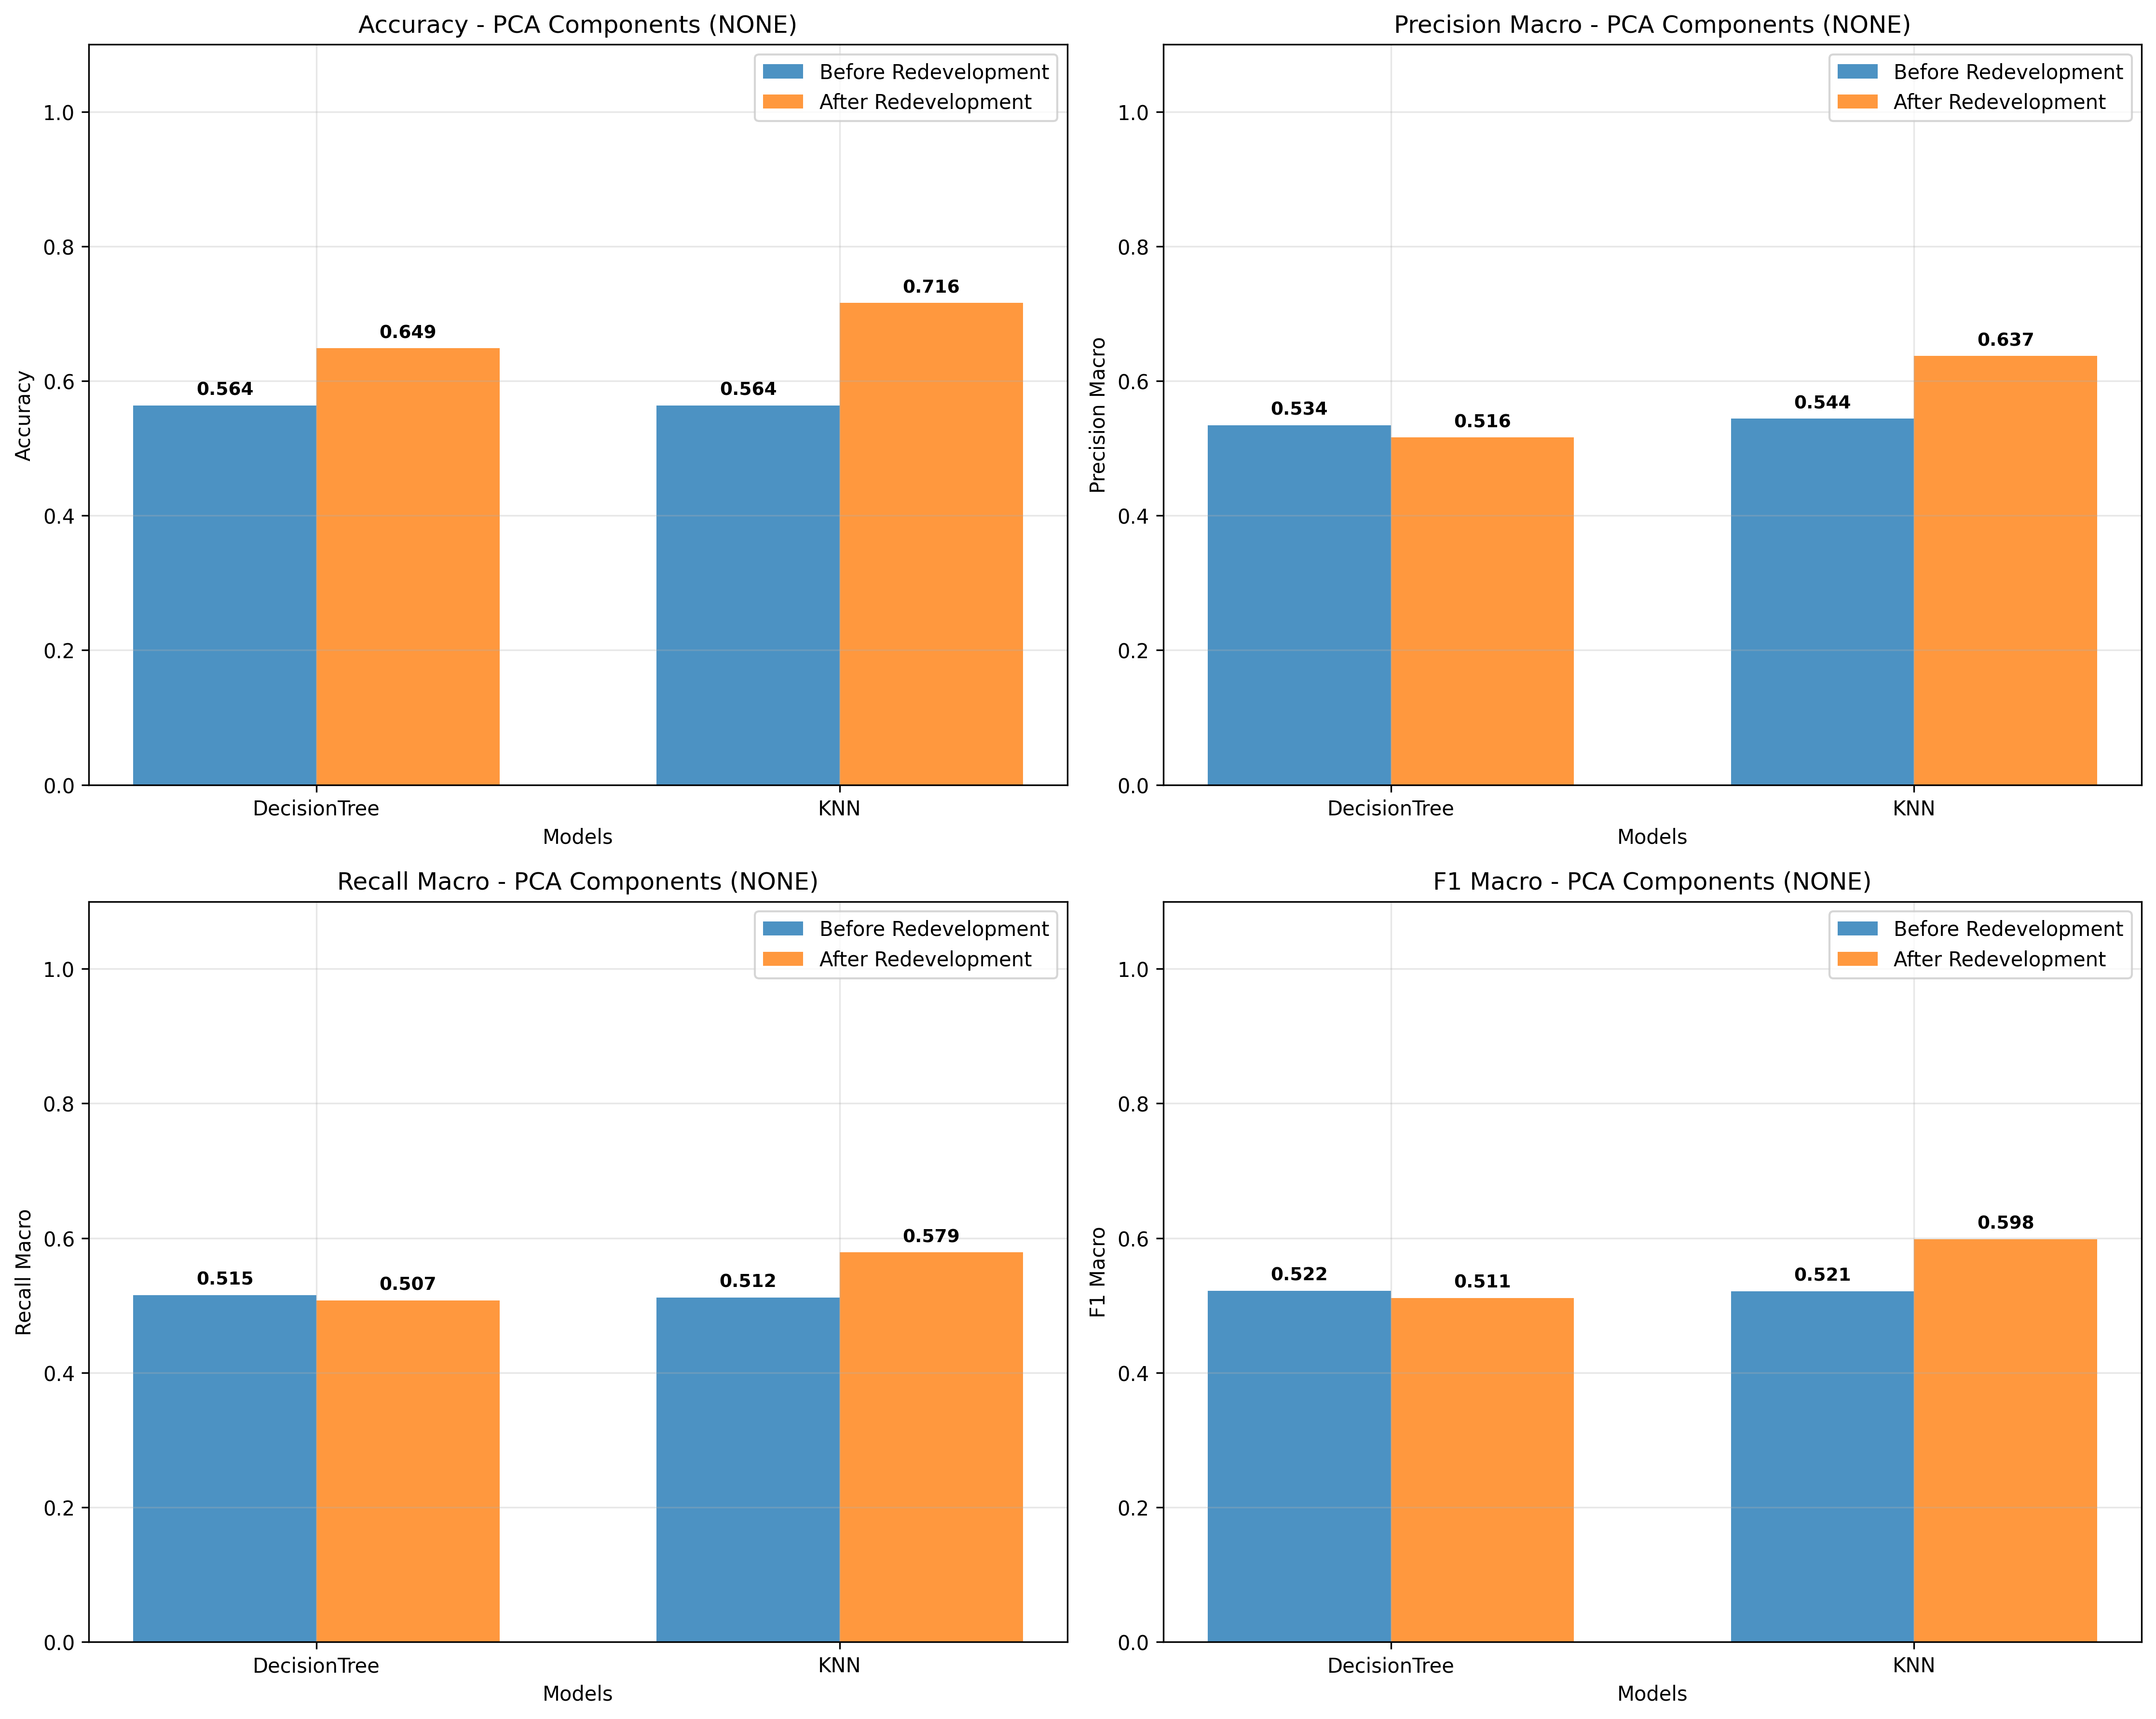 Accuracy - PCA Components (NONE)
Before Redevelopment
After Redevelopment
1.0
0.8
0.6
0.4
0.2
0.0
Accuracy
0.564
0.649
0.564
0.716
DecisionTree
KNN
Models
Precision Macro - PCA Components (NONE)
Before Redevelopment
After Redevelopment
1.0
0.8
0.6
0.4
0.2
0.0
Precision Macro
0.534
0.516
0.544
0.637
DecisionTree
KNN
Models
Recall Macro - PCA Components (NONE)
Before Redevelopment
After Redevelopment
1.0
0.8
0.6
0.4
0.2
0.0
Recall Macro
0.515
0.507
0.512
0.579
DecisionTree
KNN
Models
F1 Macro - PCA Components (NONE)
Before Redevelopment
After Redevelopment
1.0
0.8
0.6
0.4
0.2
0.0
F1 Macro
0.522
0.511
0.521
0.598
DecisionTree
KNN
Models